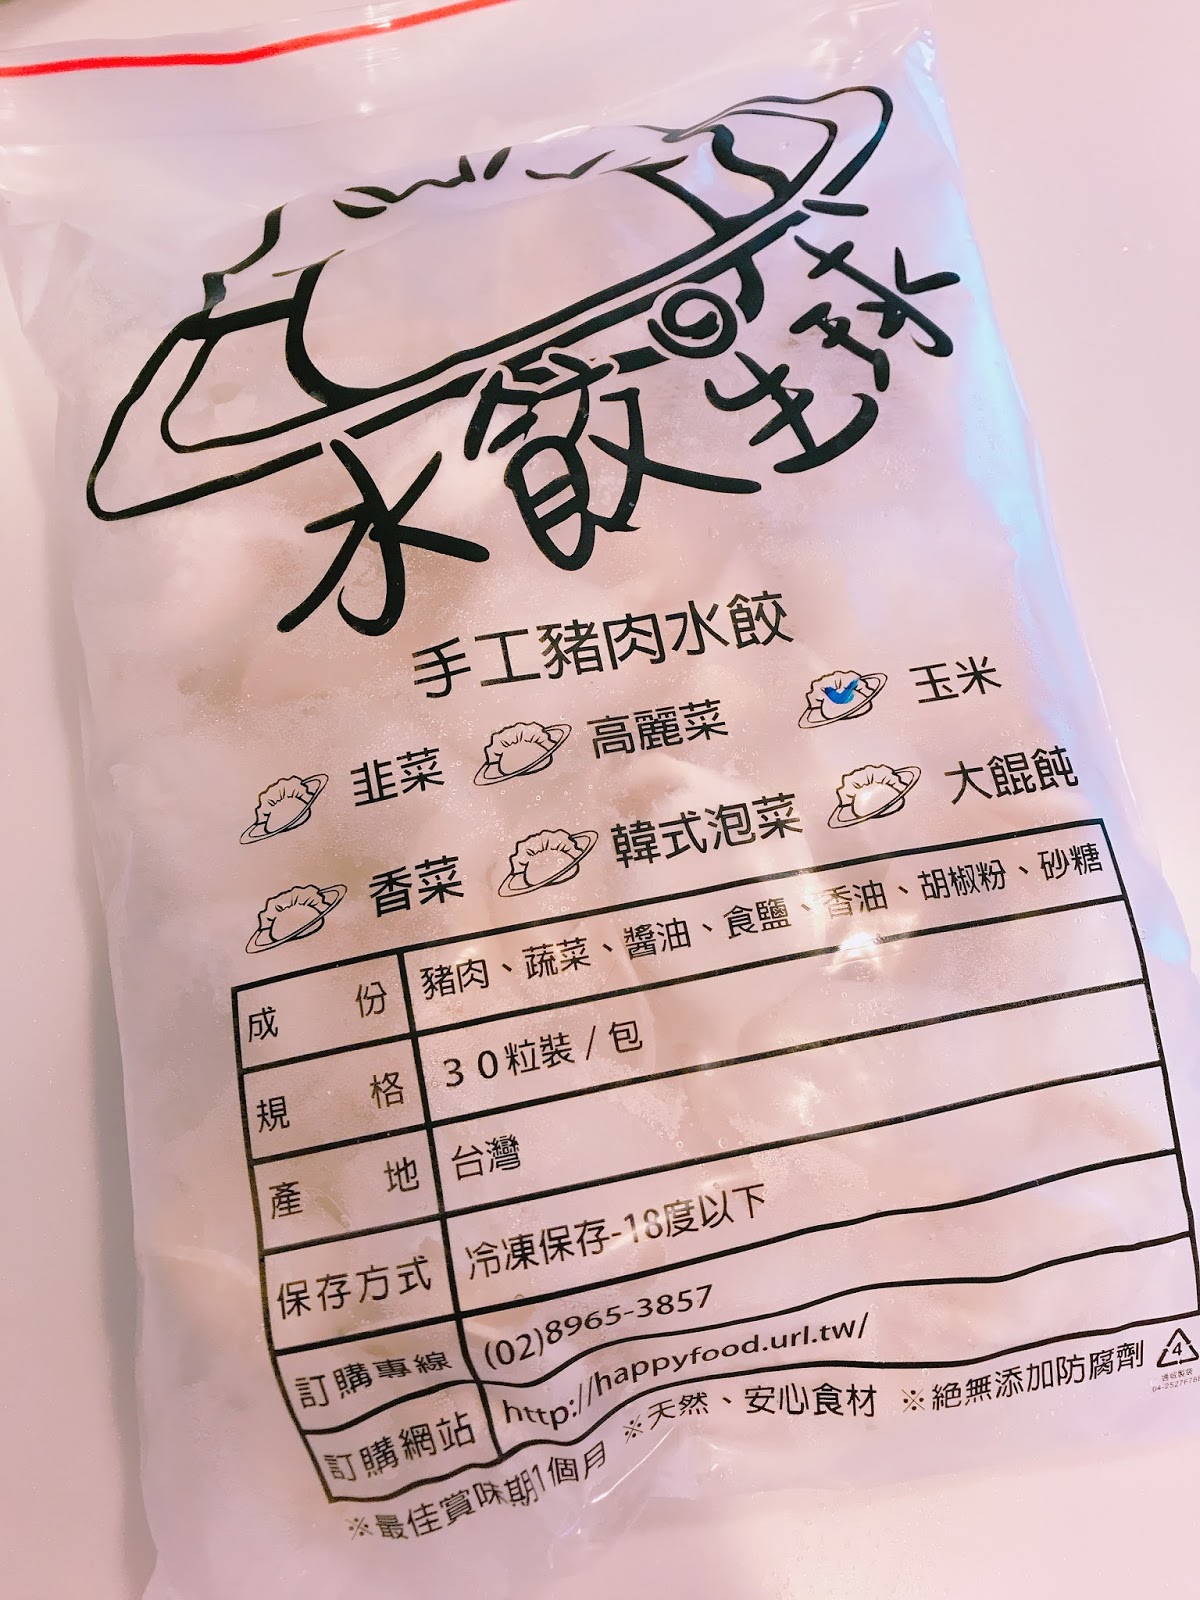 水餃星球
手工豬肉水餃
韭菜 高麗菜 玉米
香菜 韓式泡菜 大餛飩
成份 豬肉、蔬菜、醬油、食鹽、香油、胡椒粉、砂糖
規格 30粒裝/包
產地 台灣
保存方式 冷凍保存-18度以下
訂購專線 (02)8965-3857
訂購網站 http://happyfood.url.tw/
※最佳賞味期1個月 ※天然、安心食材 ※絕無添加防腐劑
4